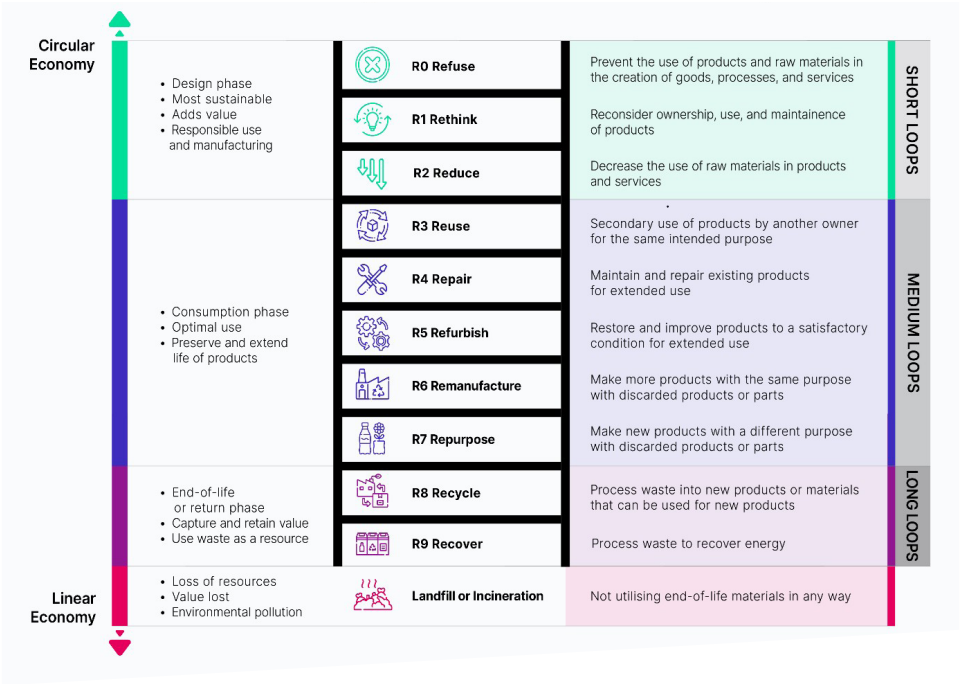 Circular
Economy
• Design phase
• Most sustainable
• Adds value
• Responsible use
and manufacturing
R0 Refuse
Prevent the use of products and raw materials in
the creation of goods, processes, and services
R1 Rethink
Reconsider ownership, use, and maintainence
of products
R2 Reduce
Decrease the use of raw materials in products
and services
SHORT LOOPS
• Consumption phase
• Optimal use
• Preserve and extend
life of products
R3 Reuse
Secondary use of products by another owner
for the same intended purpose
R4 Repair
Maintain and repair existing products
for extended use
R5 Refurbish
Restore and improve products to a satisfactory
condition for extended use
R6 Remanufacture
Make more products with the same purpose
with discarded products or parts
R7 Repurpose
Make new products with a different purpose
with discarded products or parts
MEDIUM LOOPS
• End-of-life
or return phase
• Capture and retain value
• Use waste as a resource
R8 Recycle
Process waste into new products or materials
that can be used for new products
R9 Recover
Process waste to recover energy
LONG LOOPS
Linear
Economy
• Loss of resources
• Value lost
• Environmental pollution
Landfill or Incineration
Not utilising end-of-life materials in any way